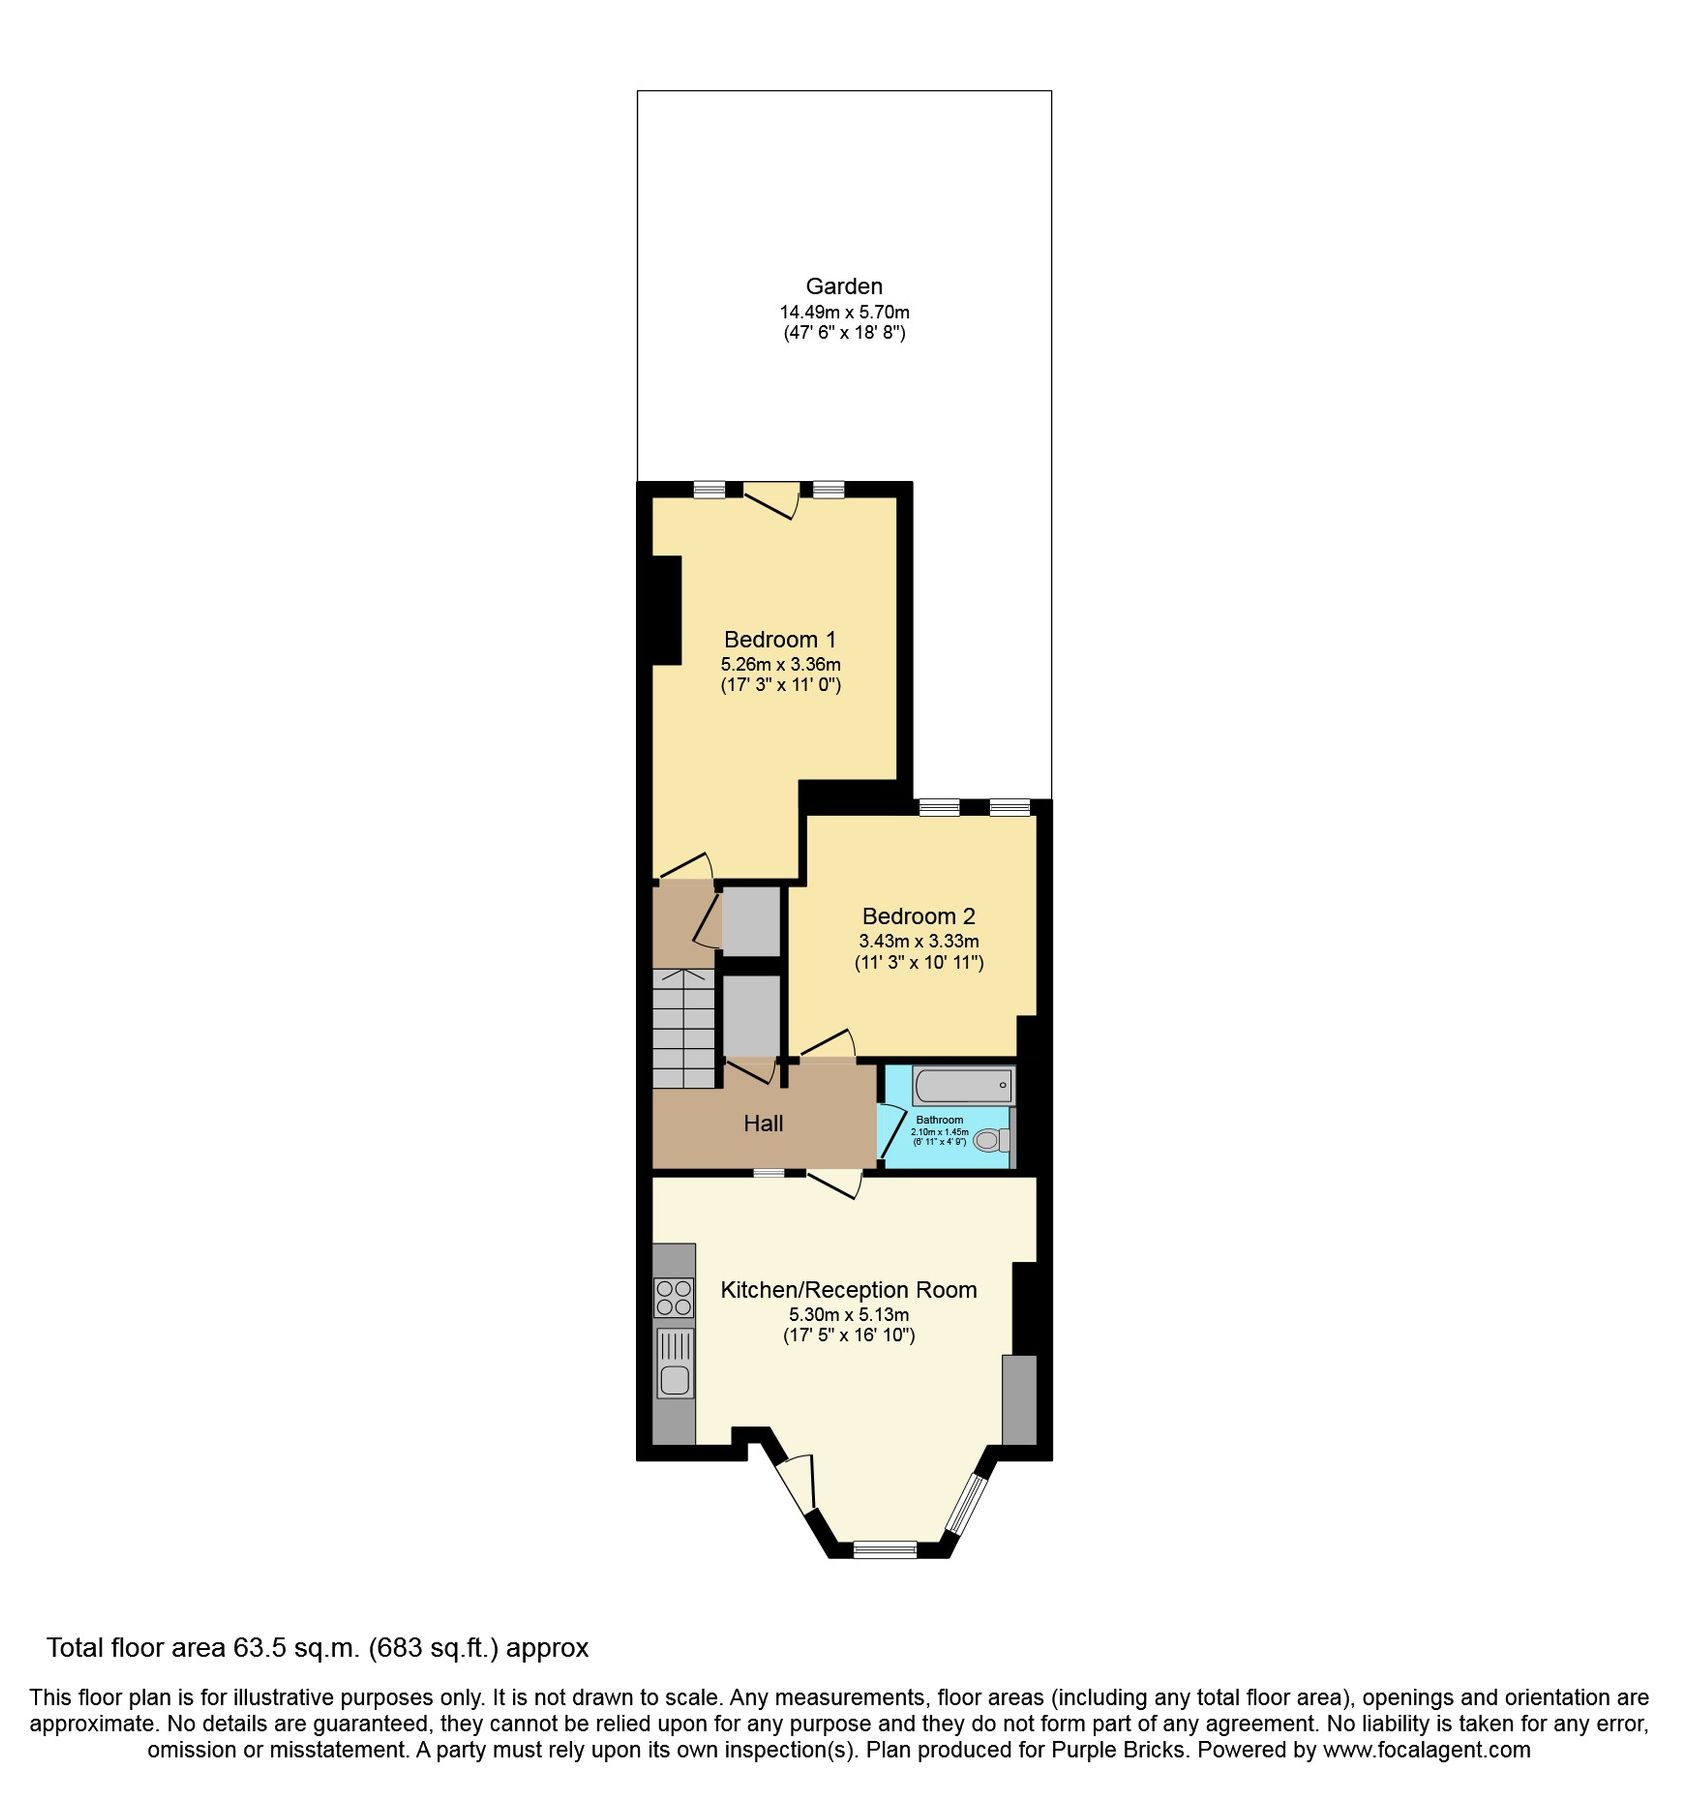 Garden
14.49m x 5.70m
(47' 6" x 18' 8")
Bedroom 1
5.26m x 3.36m
(17' 3" x 11' 0")
Bedroom 2
3.43m x 3.33m
(11' 3" x 10' 11")
Hall
Bathroom
2.10m x 1.45m
(6' 11" x 4' 9")
Kitchen/Reception Room
5.30m x 5.13m
(17' 5" x 16' 10")
Total floor area 63.5 sq.m. (683 sq.ft.) approx
This floor plan is for illustrative purposes only. It is not drawn to scale. Any measurements, floor areas (including any total floor area), openings and orientation are
approximate. No details are guaranteed, they cannot be relied upon for any purpose and they do not form part of any agreement. No liability is taken for any error,
omission or misstatement. A party must rely upon its own inspection(s). Plan produced for Purple Bricks. Powered by www.focalagent.com